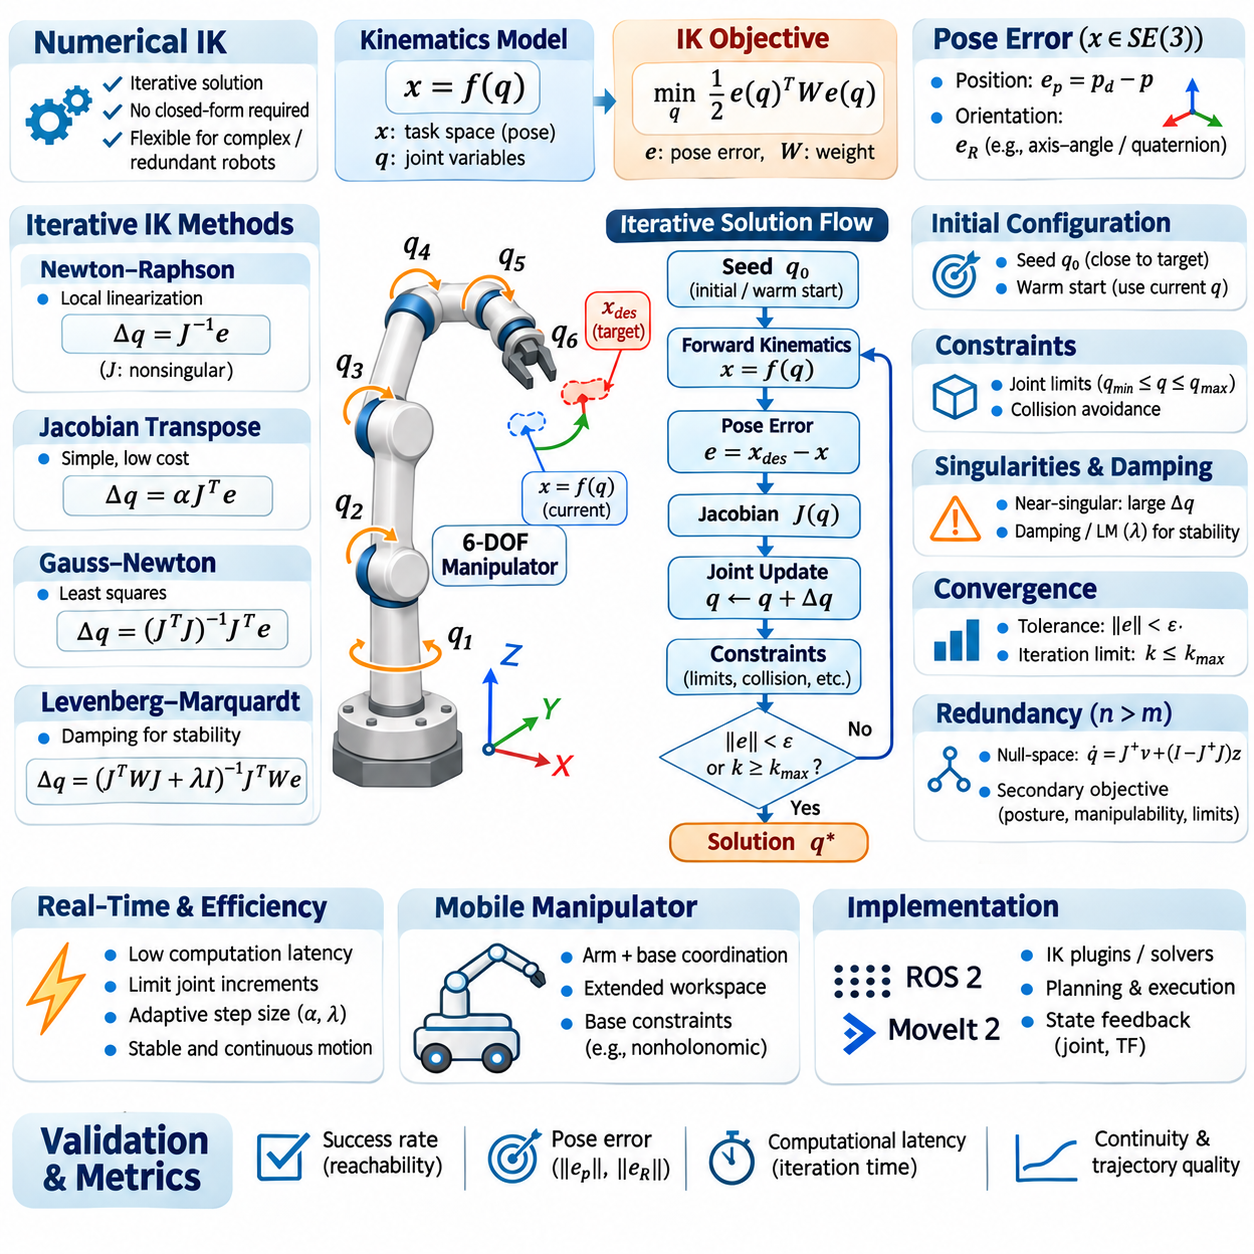 Numerical IK
Iterative solution
No closed-form required
Flexible for complex /
redundant robots
Kinematics Model
x = f(q)
x: task space (pose)
q: joint variables
IK Objective
min_q 1/2 e(q)^T W e(q)
e: pose error, W: weight
Pose Error (x ∈ SE(3))
Position: e_p = p_d − p
Orientation:
e_R (e.g., axis–angle / quaternion)
Iterative IK Methods
Newton–Raphson
Local linearization
Δq = J^−1 e
(J: nonsingular)
Jacobian Transpose
Simple, low cost
Δq = αJ^T e
Gauss–Newton
Least squares
Δq = (J^T J)^−1 J^T e
Levenberg–Marquardt
Damping for stability
Δq = (J^T WJ + λI)^−1 J^T We
q4
q5
q6
q3
q2
q1
x_des
(target)
x = f(q)
(current)
6-DOF
Manipulator
Z
Y
X
Iterative Solution Flow
Seed q0
(initial / warm start)
Forward Kinematics
x = f(q)
Pose Error
e = x_des − x
Jacobian J(q)
Joint Update
q ← q + Δq
Constraints
(limits, collision, etc.)
||e|| < ε
or k ≥ k_max ?
No
Yes
Solution q*
Initial Configuration
Seed q0 (close to target)
Warm start (use current q)
Constraints
Joint limits (q_min ≤ q ≤ q_max)
Collision avoidance
Singularities & Damping
Near-singular: large Δq
Damping / LM (λ) for stability
Convergence
Tolerance: ||e|| < ε.
Iteration limit: k ≤ k_max
Redundancy (n > m)
Null-space: q̇ = J^+ v + (I − J^+ J)z
Secondary objective
(posture, manipulability, limits)
Real–Time & Efficiency
Low computation latency
Limit joint increments
Adaptive step size (α, λ)
Stable and continuous motion
Mobile Manipulator
Arm + base coordination
Extended workspace
Base constraints
(e.g., nonholonomic)
Implementation
ROS 2
MoveIt 2
IK plugins / solvers
Planning & execution
State feedback
(joint, TF)
Validation
& Metrics
Success rate
(reachability)
Pose error
(||e_p||, ||e_R||)
Computational latency
(iteration time)
Continuity &
trajectory quality